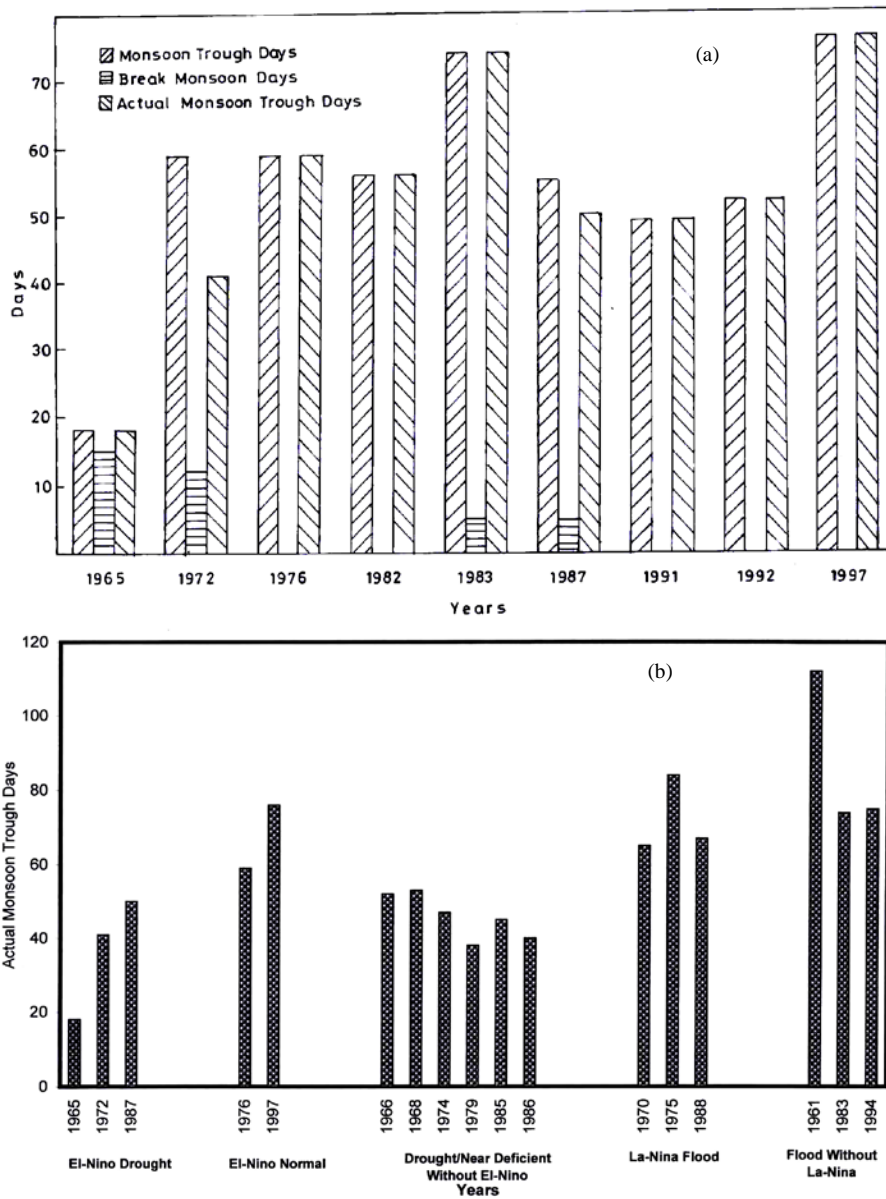 (a)
Monsoon Trough Days
Break Monsoon Days
Actual Monsoon Trough Days
70
60
50
40
30
20
10
Days
1965 1972 1976 1982 1983 1987 1991 1992 1997
Years
(b)
120
100
80
60
40
20
0
Actual Monsoon Trough Days
1965 1972 1987 1976 1997 1966 1968 1974 1979 1985 1986 1970 1975 1988 1961 1983 1994
El-Nino Drought
El-Nino Normal
Drought/Near Deficient
Without El-Nino
La-Nina Flood
Flood Without
La-Nina
Years